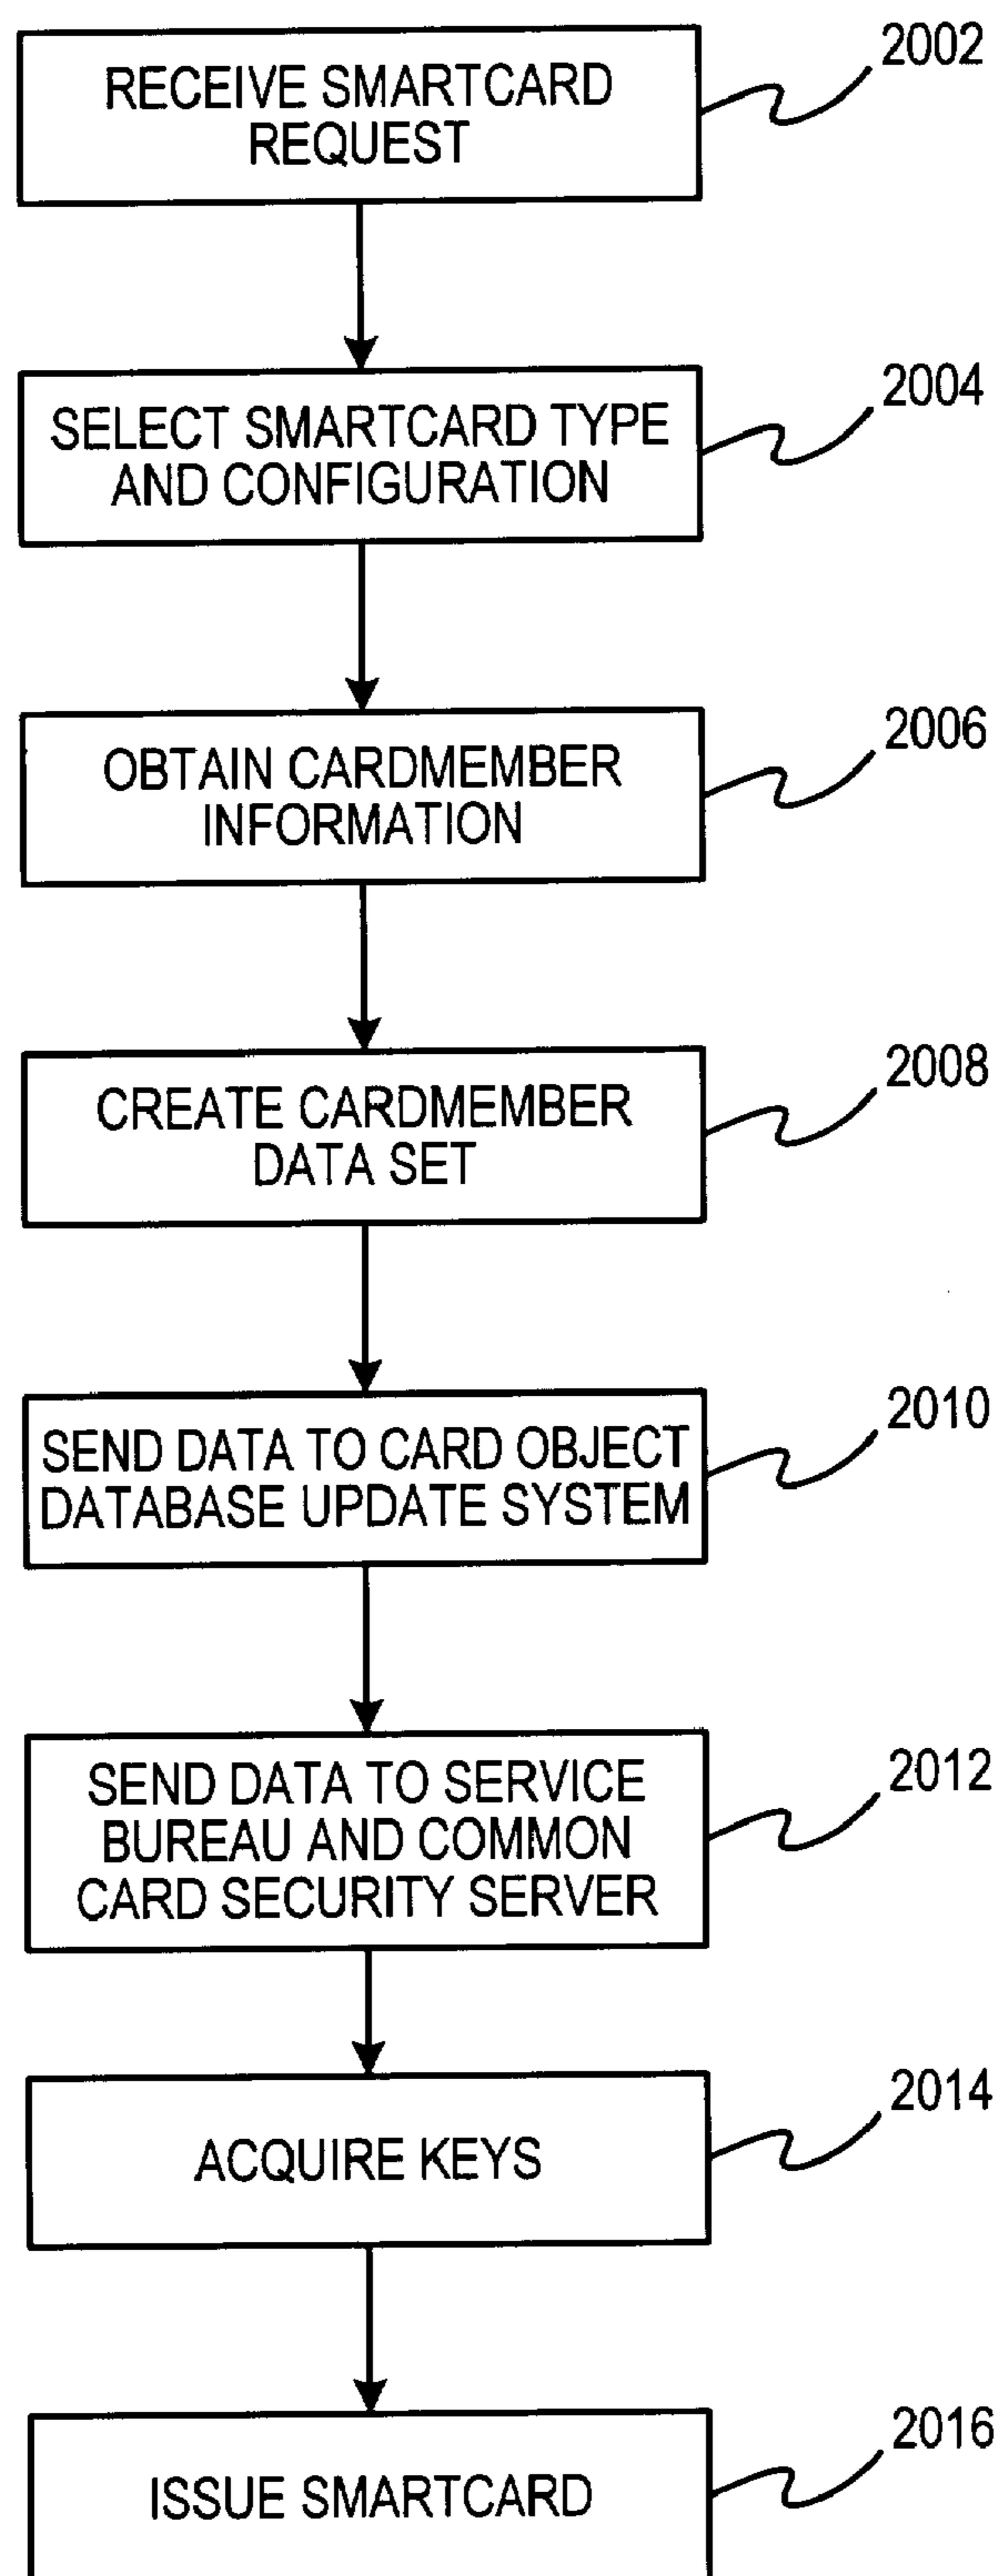 RECEIVE SMARTCARD
REQUEST
2002
SELECT SMARTCARD TYPE
AND CONFIGURATION
2004
OBTAIN CARDMEMBER
INFORMATION
2006
CREATE CARDMEMBER
DATA SET
2008
SEND DATA TO CARD OBJECT
DATABASE UPDATE SYSTEM
2010
SEND DATA TO SERVICE
BUREAU AND COMMON
CARD SECURITY SERVER
2012
ACQUIRE KEYS
2014
ISSUE SMARTCARD
2016